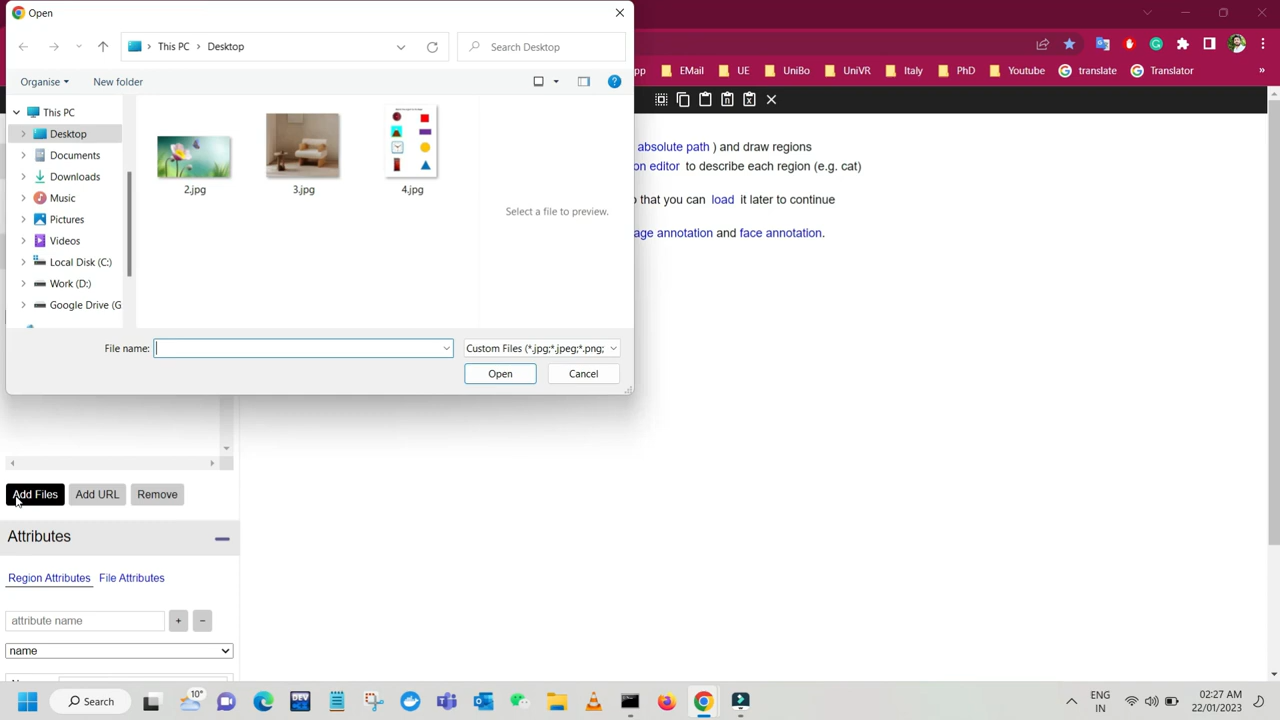 Open
This PC > Desktop
Search Desktop
Organise
New folder
This PC
Desktop
Documents
Downloads
Music
Pictures
Videos
Local Disk (C:)
Work (D:)
Google Drive (G
2.jpg
3.jpg
4.jpg
Select a file to preview.
File name:
Custom Files (*.jpg;*.jpeg;*.png;
Open
Cancel
pp
EMail
UE
UniBo
UniVR
Italy
PhD
Youtube
translate
Translator
»
absolute path ) and draw regions
on editor to describe each region (e.g. cat)
o that you can load it later to continue
age annotation and face annotation.
Add Files
Add URL
Remove
Attributes
Region Attributes
File Attributes
attribute name
+
−
name
Search
10°
DEV
ENG
IN
02:27 AM
22/01/2023